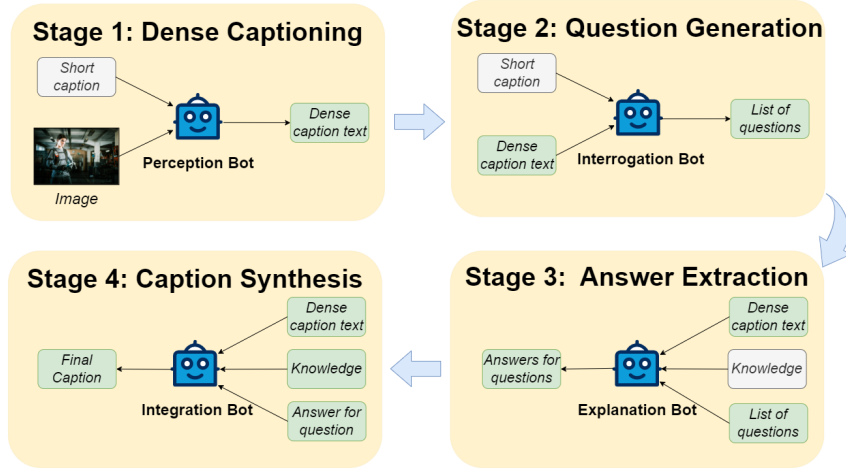 Stage 1: Dense Captioning
Short
caption
Dense
caption text
Perception Bot
Image
Stage 2: Question Generation
Short
caption
List of
questions
Dense
caption text
Interrogation Bot
Stage 3: Answer Extraction
Dense
caption text
Answers for
questions
Knowledge
Explanation Bot
List of
questions
Stage 4: Caption Synthesis
Dense
caption text
Final
Caption
Knowledge
Integration Bot
Answer for
question